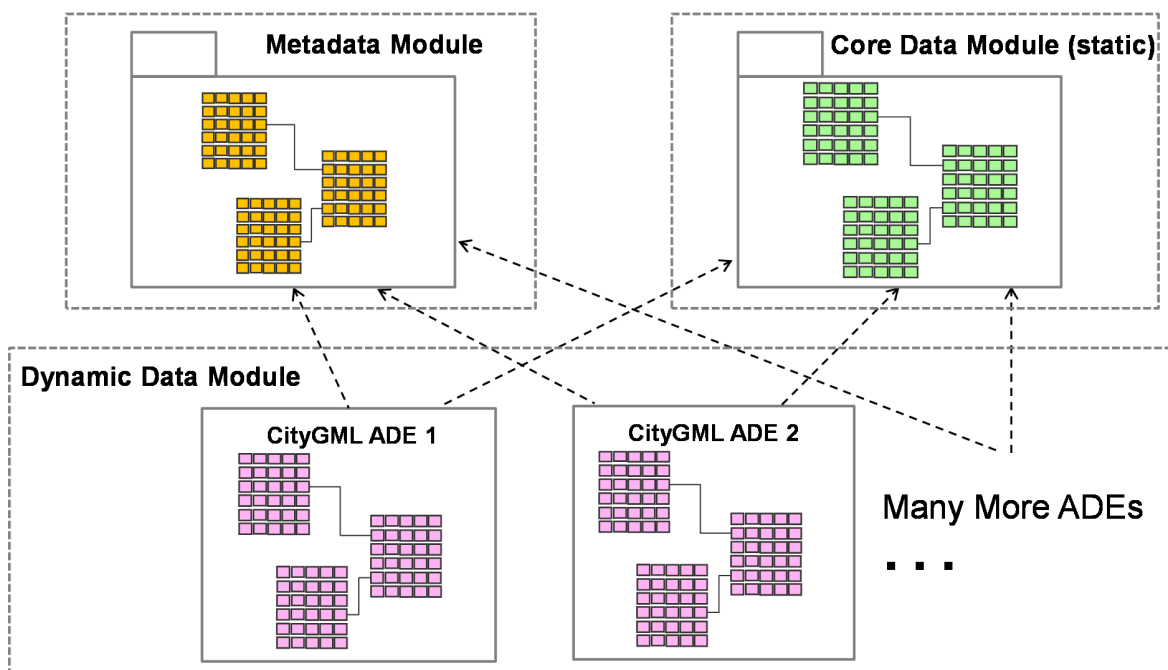 Metadata Module
Core Data Module (static)
Dynamic Data Module
CityGML ADE 1
CityGML ADE 2
Many More ADEs
. . .